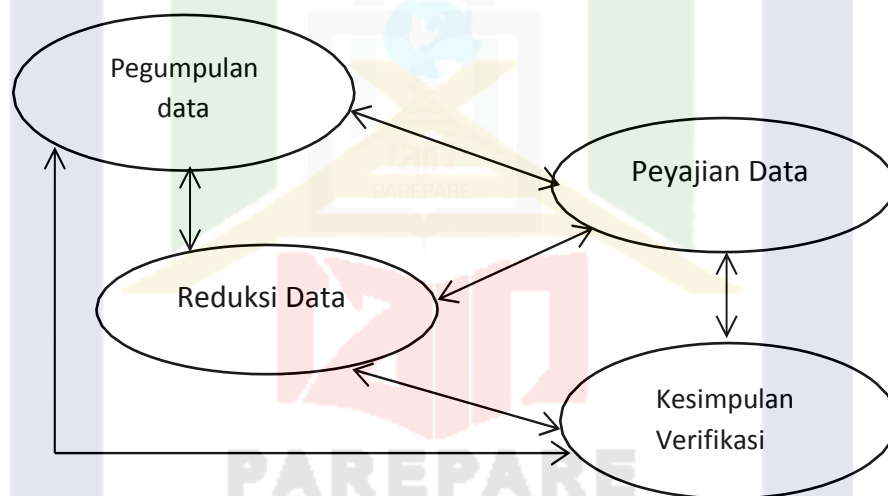 Pegumpulan
data
Peyajian Data
PAREPARE
Reduksi Data
Kesimpulan
Verifikasi
PAREPARE